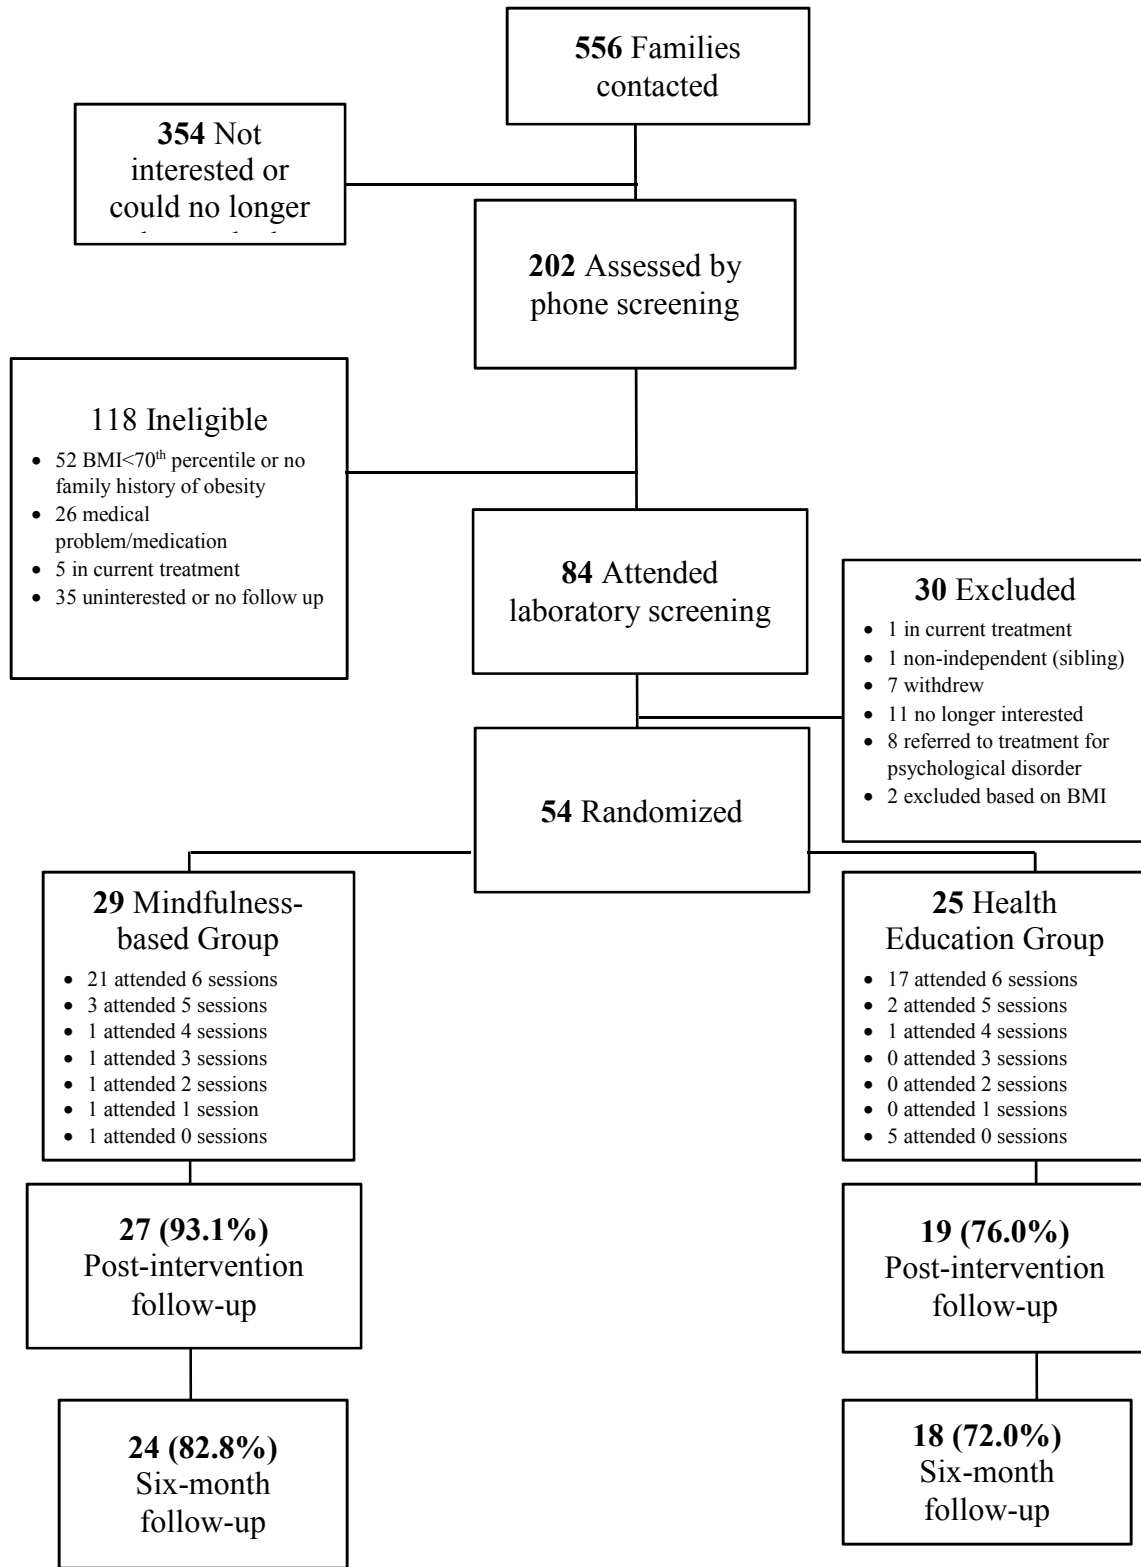 556 Families
contacted
354 Not
interested or
could no longer
202 Assessed by
phone screening
118 Ineligible
• 52 BMI<70th percentile or no
family history of obesity
• 26 medical
problem/medication
• 5 in current treatment
• 35 uninterested or no follow up
84 Attended
laboratory screening
30 Excluded
• 1 in current treatment
• 1 non-independent (sibling)
• 7 withdrew
• 11 no longer interested
• 8 referred to treatment for
psychological disorder
• 2 excluded based on BMI
54 Randomized
29 Mindfulness-
based Group
• 21 attended 6 sessions
• 3 attended 5 sessions
• 1 attended 4 sessions
• 1 attended 3 sessions
• 1 attended 2 sessions
• 1 attended 1 session
• 1 attended 0 sessions
25 Health
Education Group
• 17 attended 6 sessions
• 2 attended 5 sessions
• 1 attended 4 sessions
• 0 attended 3 sessions
• 0 attended 2 sessions
• 0 attended 1 sessions
• 5 attended 0 sessions
27 (93.1%)
Post-intervention
follow-up
19 (76.0%)
Post-intervention
follow-up
24 (82.8%)
Six-month
follow-up
18 (72.0%)
Six-month
follow-up